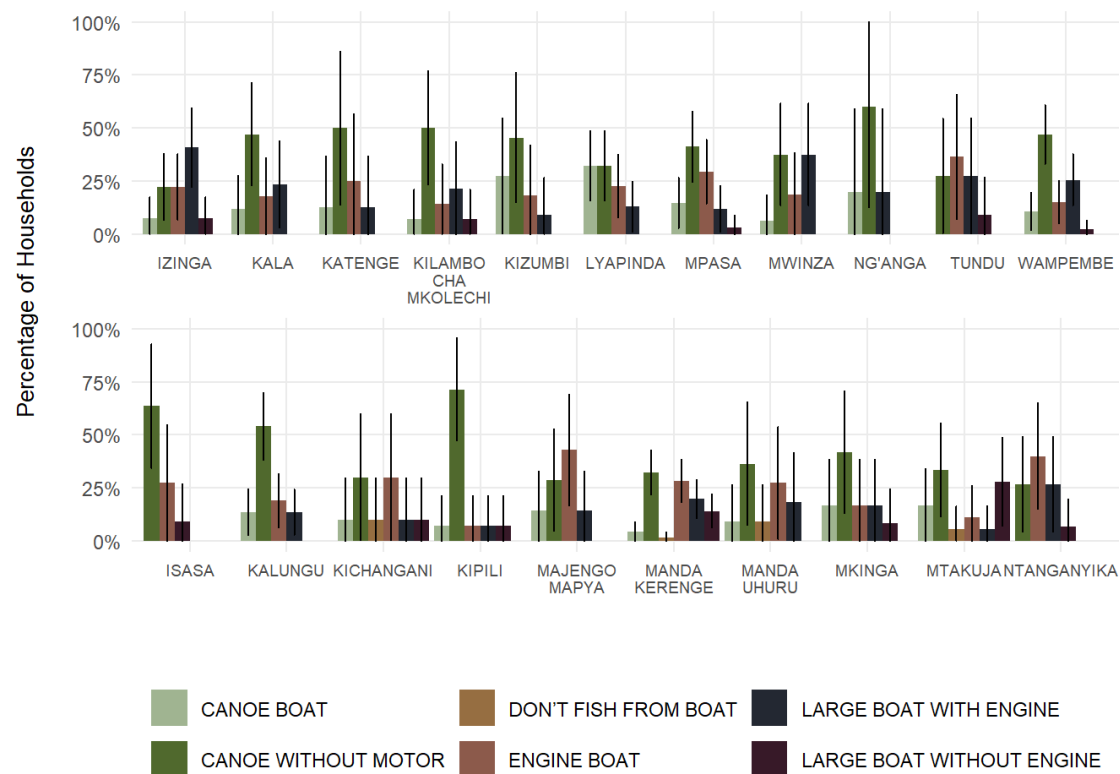 100%
75%
50%
25%
0%
IZINGA
KALA
KATENGE
KILAMBO
CHA
MKOLECHI
KIZUMBI
LYAPINDA
MPASA
MWINZA
NG'ANGA
TUNDU
WAMPEMBE
Percentage of Households
100%
75%
50%
25%
0%
ISASA
KALUNGU
KICHANGANI
KIPILI
MAJENGO
MAPYA
MANDA
KERENGE
MANDA
UHURU
MKINGA
MTAKUJA
NTANGANYIKA
CANOE BOAT
DON’T FISH FROM BOAT
LARGE BOAT WITH ENGINE
CANOE WITHOUT MOTOR
ENGINE BOAT
LARGE BOAT WITHOUT ENGINE